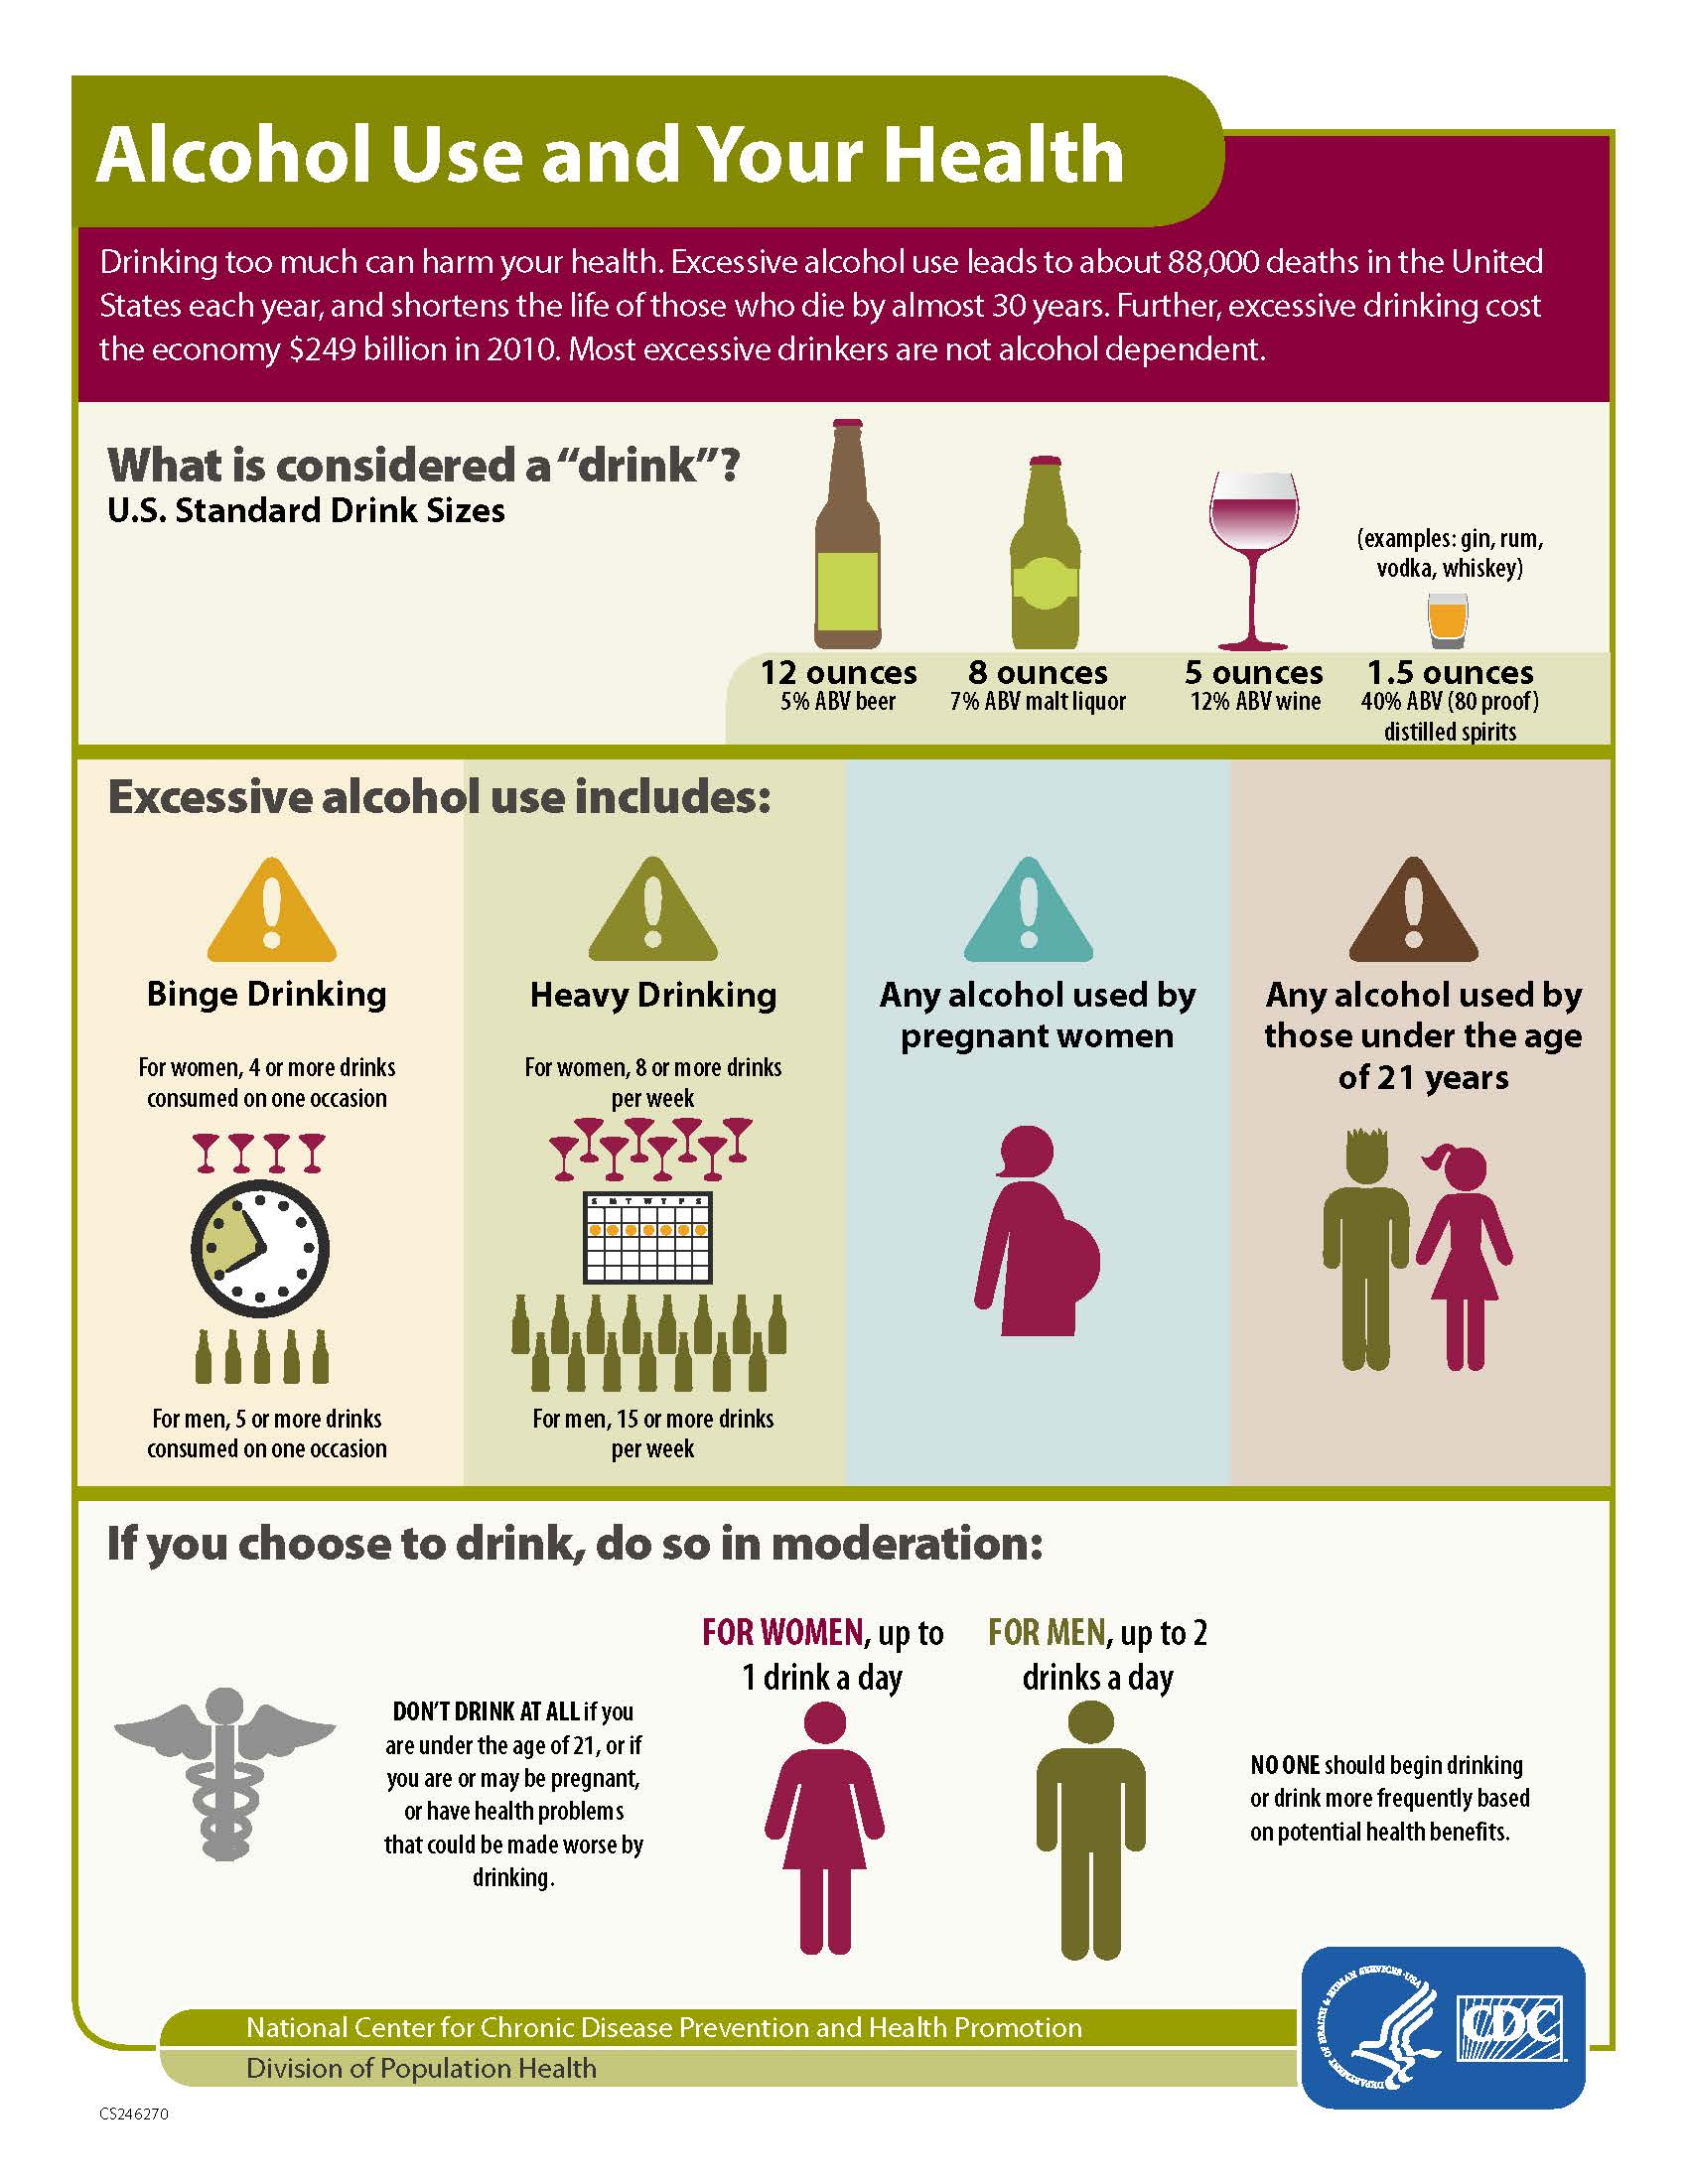 Alcohol Use and Your Health
Drinking too much can harm your health. Excessive alcohol use leads to about 88,000 deaths in the United
States each year, and shortens the life of those who die by almost 30 years. Further, excessive drinking cost
the economy $249 billion in 2010. Most excessive drinkers are not alcohol dependent.
What is considered a “drink”?
U.S. Standard Drink Sizes
(examples: gin, rum,
vodka, whiskey)
12 ounces
5% ABV beer
8 ounces
7% ABV malt liquor
5 ounces
12% ABV wine
1.5 ounces
40% ABV (80 proof)
distilled spirits
Excessive alcohol use includes:
Binge Drinking
For women, 4 or more drinks
consumed on one occasion
For men, 5 or more drinks
consumed on one occasion
Heavy Drinking
For women, 8 or more drinks
per week
S M T W T F S
For men, 15 or more drinks
per week
Any alcohol used by
pregnant women
Any alcohol used by
those under the age
of 21 years
If you choose to drink, do so in moderation:
DON’T DRINK AT ALL if you
are under the age of 21, or if
you are or may be pregnant,
or have health problems
that could be made worse by
drinking.
FOR WOMEN, up to
1 drink a day
FOR MEN, up to 2
drinks a day
NO ONE should begin drinking
or drink more frequently based
on potential health benefits.
National Center for Chronic Disease Prevention and Health Promotion
Division of Population Health
DEPARTMENT OF HEALTH & HUMAN SERVICES • USA
CDC
CS246270